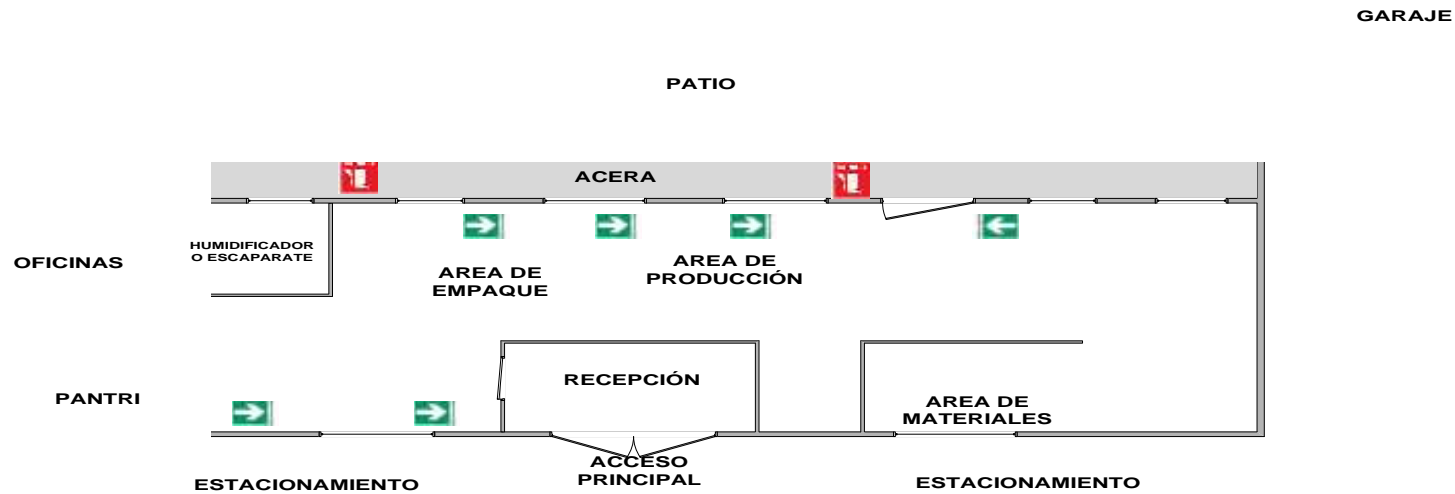 GARAJE
PATIO
ACERA
HUMIDIFICADOR
O ESCAPARATE
OFICINAS
AREA DE
EMPAQUE
AREA DE
PRODUCCIÓN
RECEPCIÓN
PANTRI
AREA DE
MATERIALES
ACCESO
PRINCIPAL
ESTACIONAMIENTO
ESTACIONAMIENTO